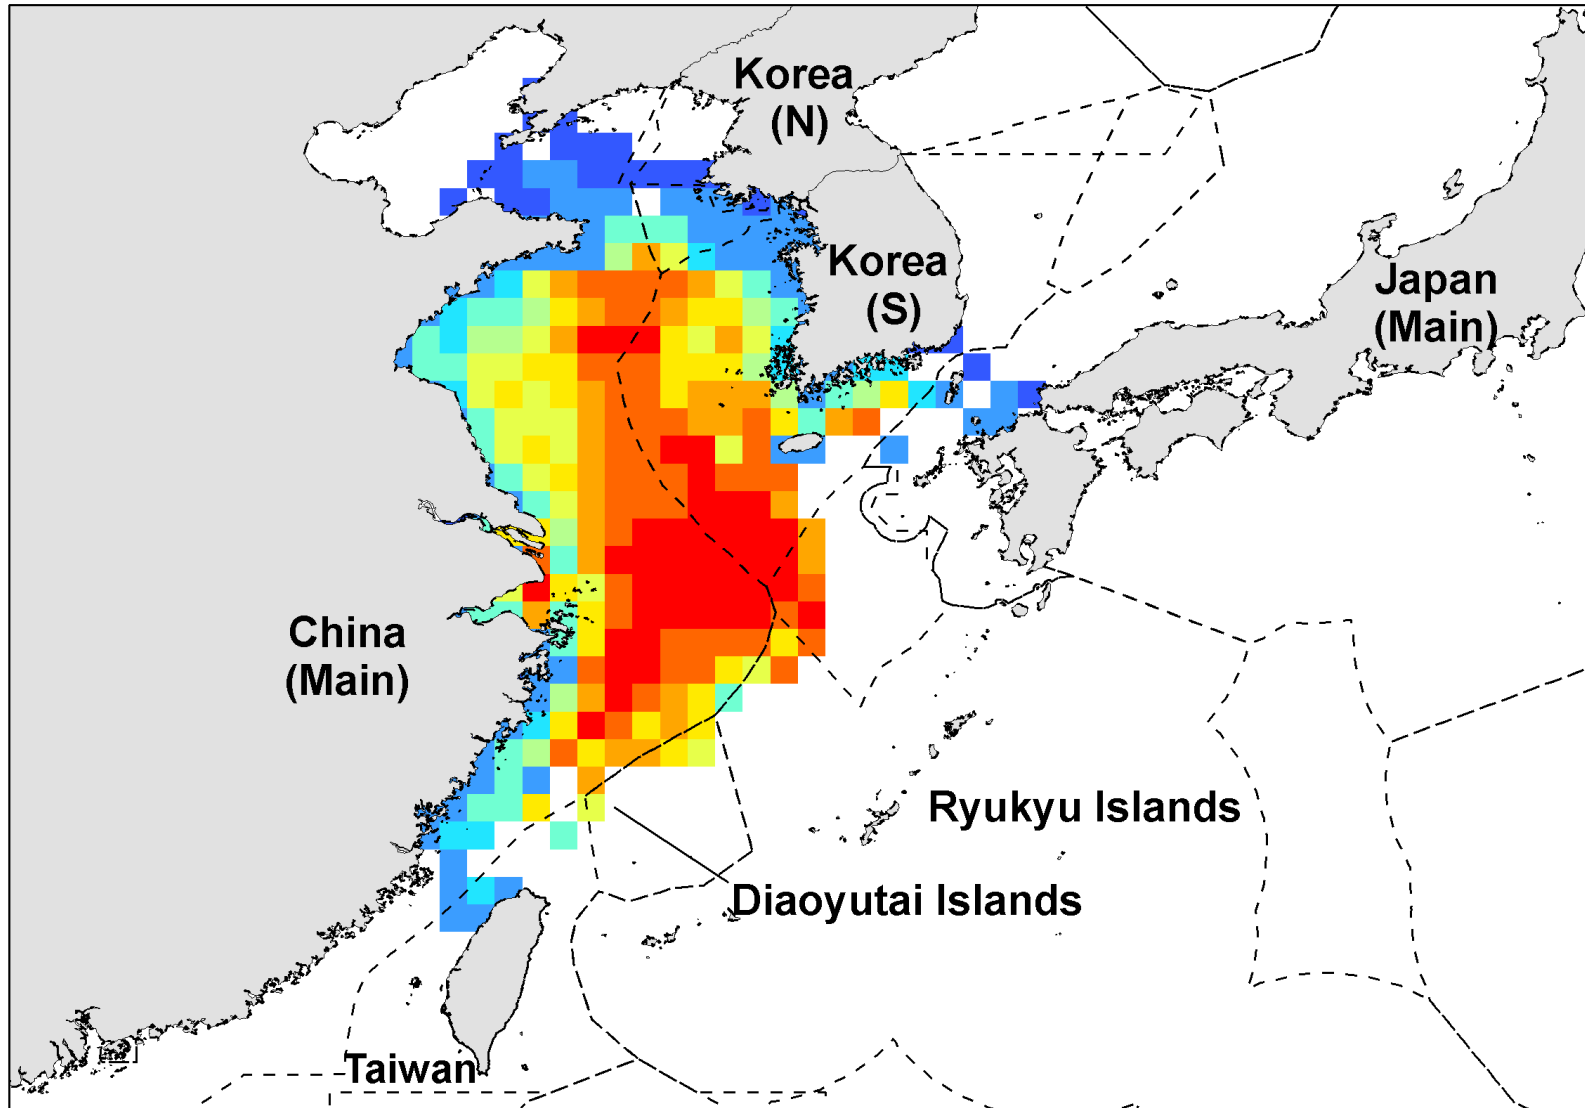 Korea
(N)
Korea
(S)
Japan
(Main)
China
(Main)
Ryukyu Islands
Diaoyutai Islands
Taiwan